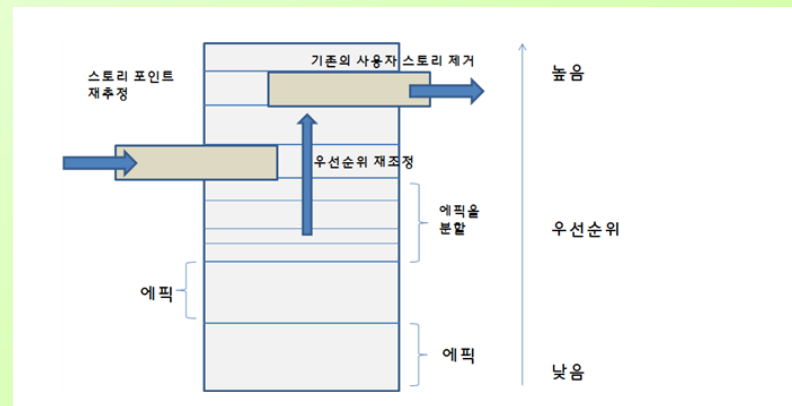 기존의 사용자 스토리 제거
스토리 포인트
재추정
높음
우선순위 재조정
에픽을
분할
우선순위
에픽
에픽
낮음